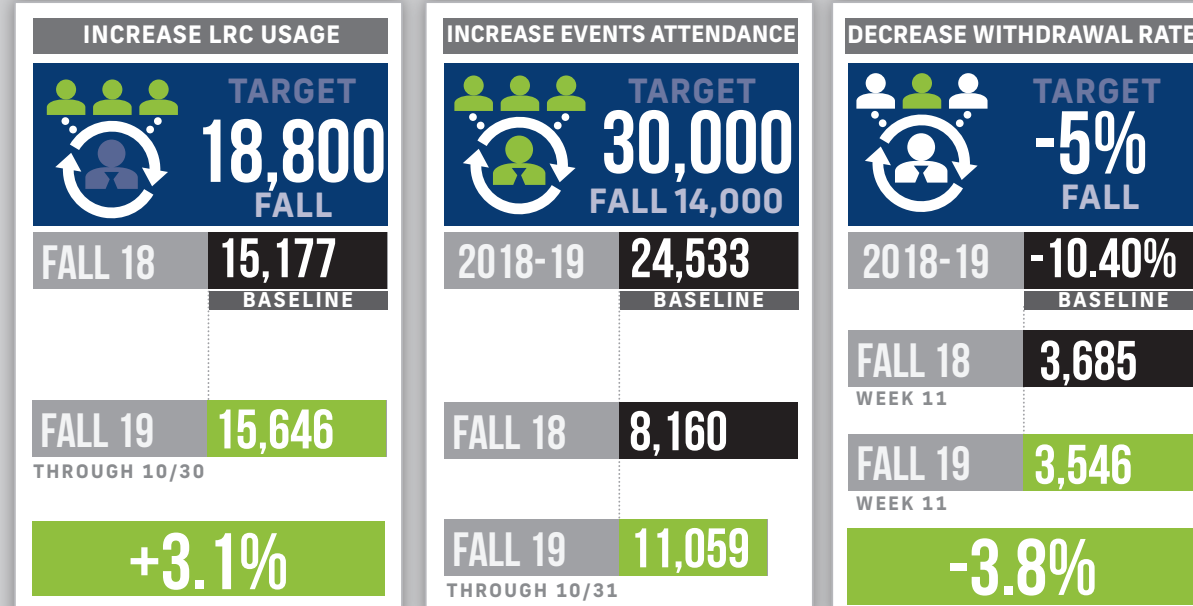 INCREASE LRC USAGE
TARGET
18,800
FALL
FALL 18 15,177
BASELINE
FALL 19 15,646
THROUGH 10/30
+3.1%
INCREASE EVENTS ATTENDANCE
TARGET
30,000
FALL 14,000
2018-19 24,533
BASELINE
FALL 18 8,160
FALL 19 11,059
THROUGH 10/31
DECREASE WITHDRAWAL RATE
TARGET
-5%
FALL
2018-19 -10.40%
BASELINE
FALL 18 3,685
WEEK 11
FALL 19 3,546
WEEK 11
-3.8%